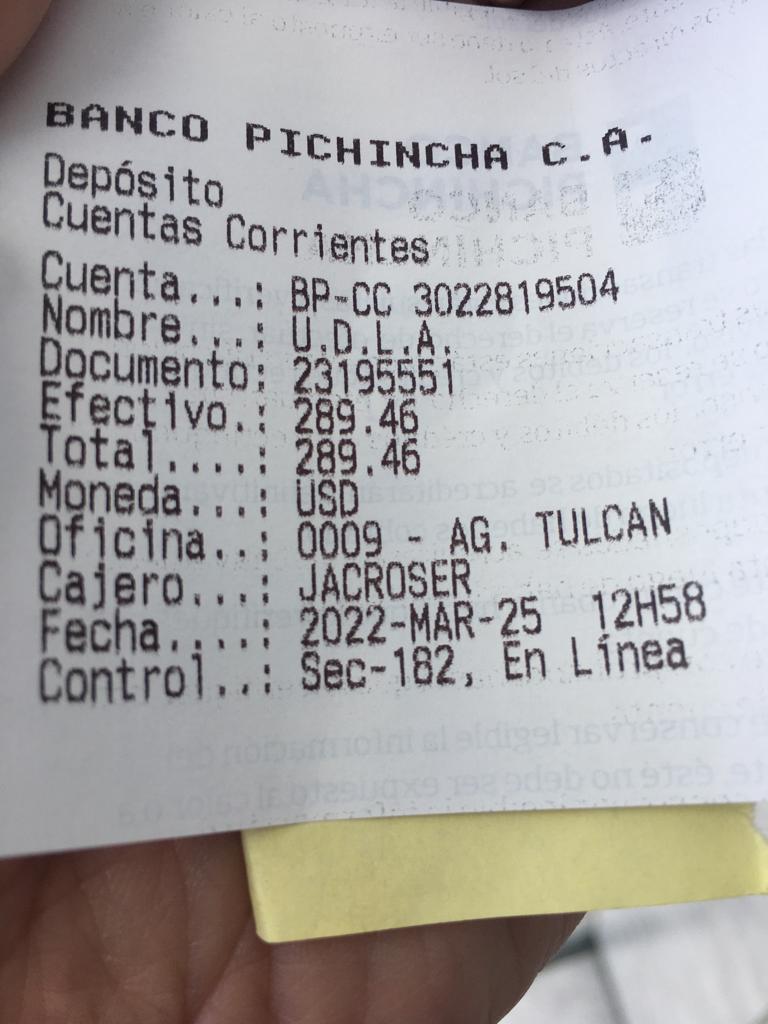 BANCO PICHINCHA C.A.
Depósito
Cuentas Corrientes
Cuenta...: BP-CC 3022819504
Nombre...: U.D.L.A.
Documento: 23195551
Efectivo.: 289.46
Total....: 289.46
Moneda...: USD
Oficina..: 0009 - AG. TULCAN
Cajero...: JACROSER
Fecha....: 2022-MAR-25 12H58
Control..: Sec-182, En Línea